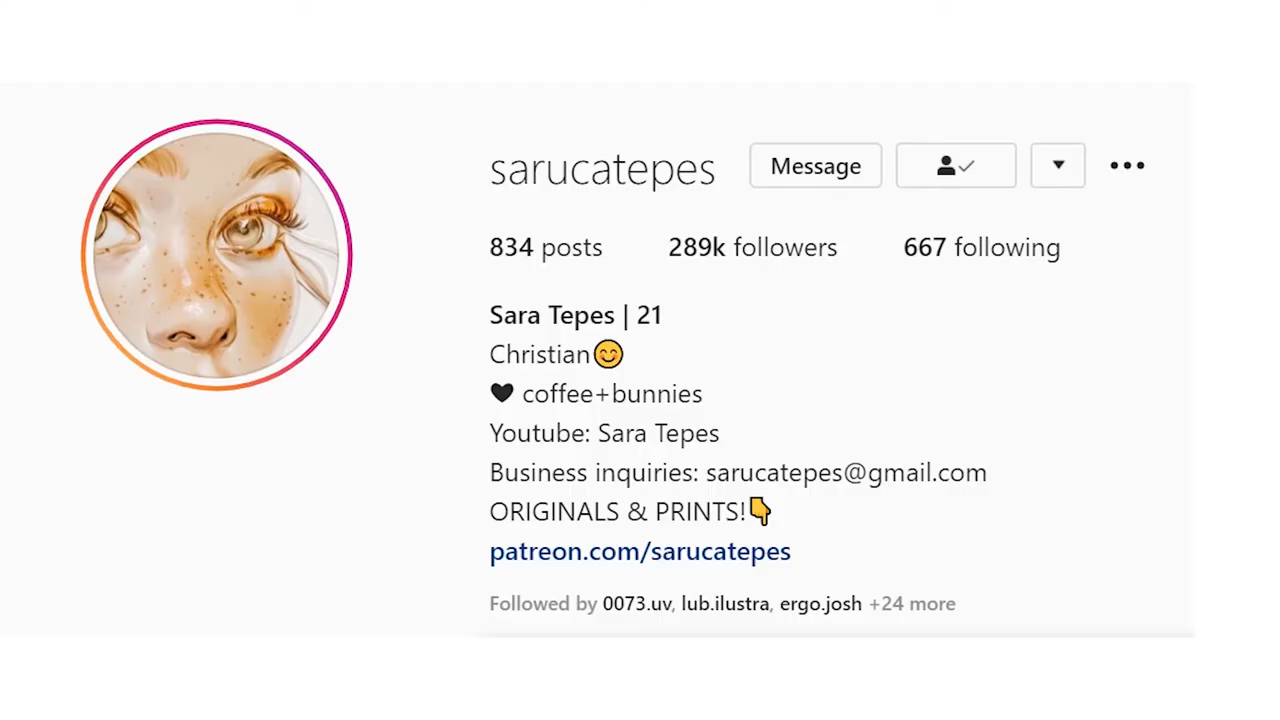 sarucatepes Message
834 posts 289k followers 667 following
Sara Tepes | 21
Christian😊
🖤 coffee+bunnies
Youtube: Sara Tepes
Business inquiries: sarucatepes@gmail.com
ORIGINALS & PRINTS!👇
patreon.com/sarucatepes
Followed by 0073.uv, lub.ilustra, ergo.josh +24 more